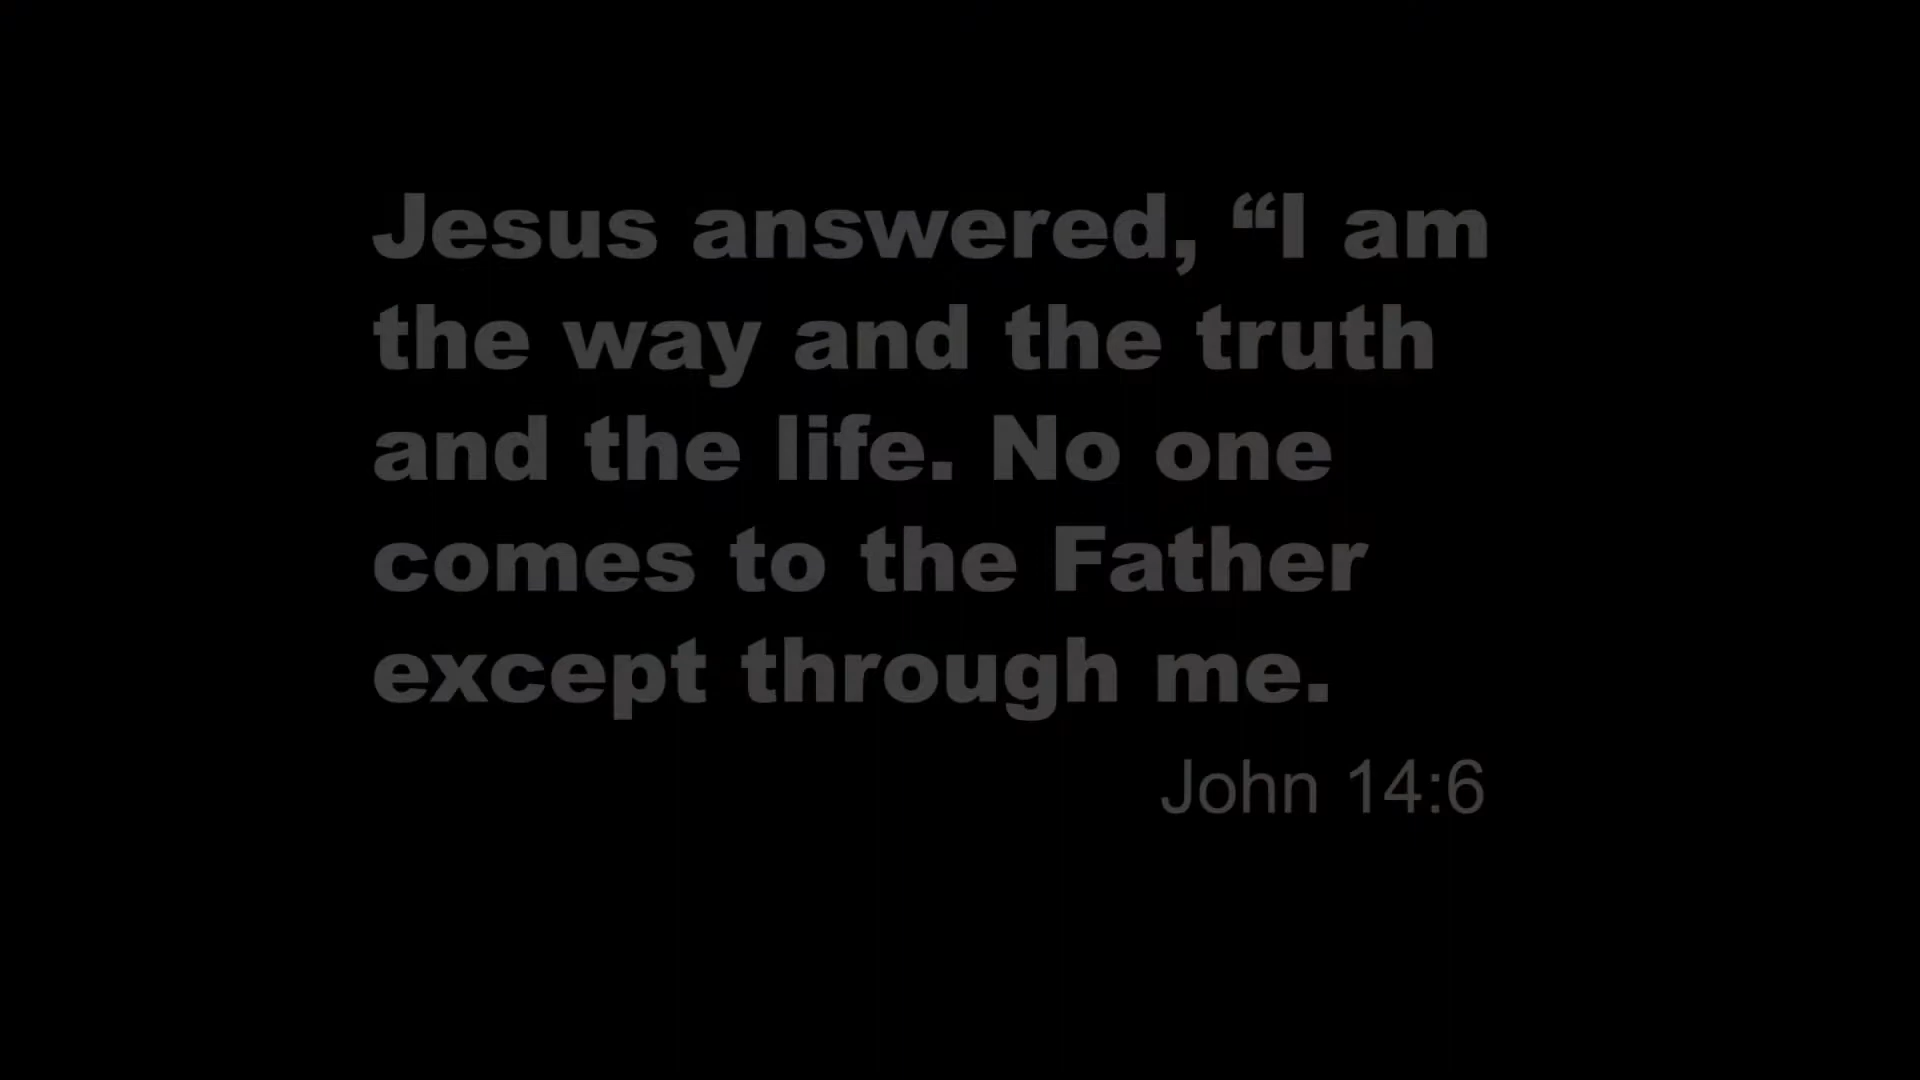 Jesus answered, “I am
the way and the truth
and the life. No one
comes to the Father
except through me.
John 14:6